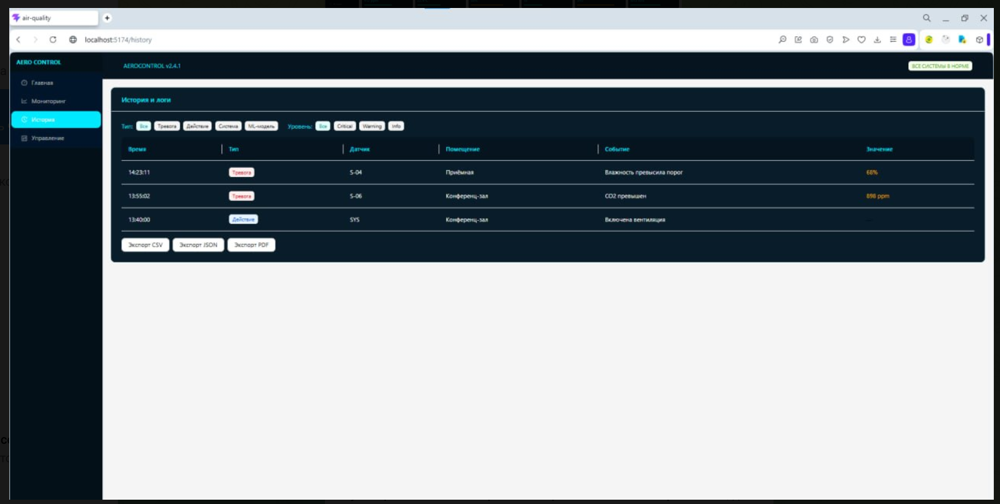 air-quality
localhost:5174/history
AERO CONTROL
AEROCONTROL v2.4.1
ВСЕ СИСТЕМЫ В НОРМЕ
Главная
Мониторинг
История
Управление
История и логи
Тип: Все Тревога Действие Система ML-модель Уровень: Все Critical Warning Info
Время Тип Датчик Помещение Событие Значение
14:23:11 Тревога S-04 Приёмная Влажность превысила порог 68%
13:55:02 Тревога S-06 Конференц-зал CO2 превышен 898 ppm
13:40:00 Действие SYS Конференц-зал Включена вентиляция —
Экспорт CSV Экспорт JSON Экспорт PDF